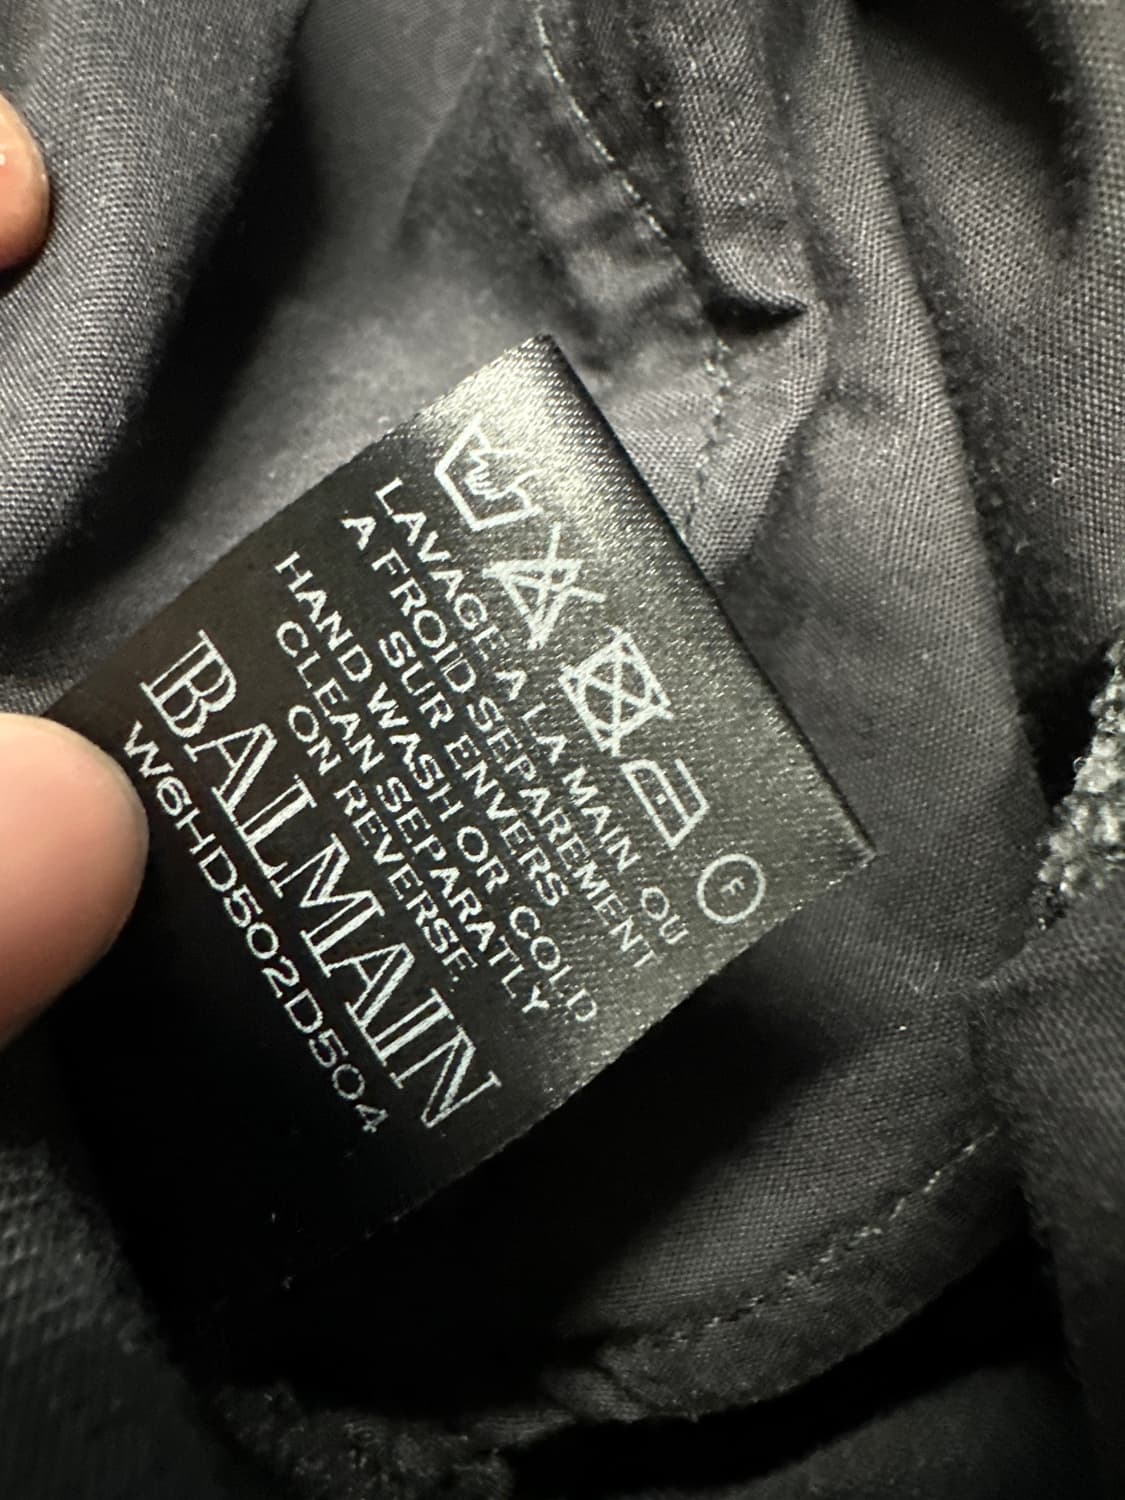 F
LAVAGE A LA MAIN OU
A FROID SEPAREMENT
SUR ENVERS
HAND WASH OR COLD
CLEAN SEPARATLY
ON REVERSE.
BALMAIN
W6HD502D504